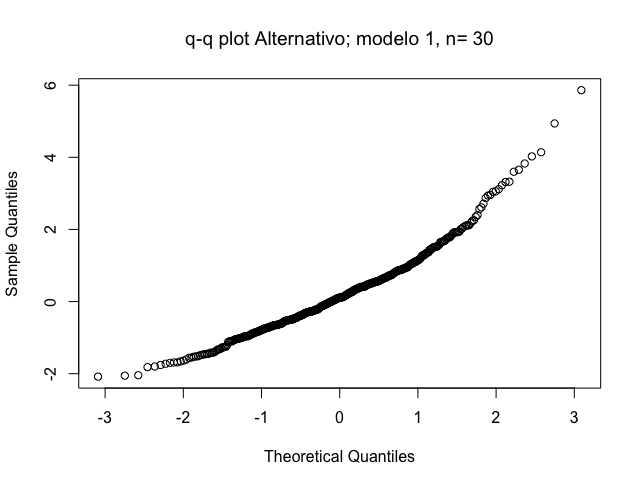 q-q plot Alternativo; modelo 1, n= 30
Sample Quantiles
6
4
2
0
-2
-3 -2 -1 0 1 2 3
Theoretical Quantiles